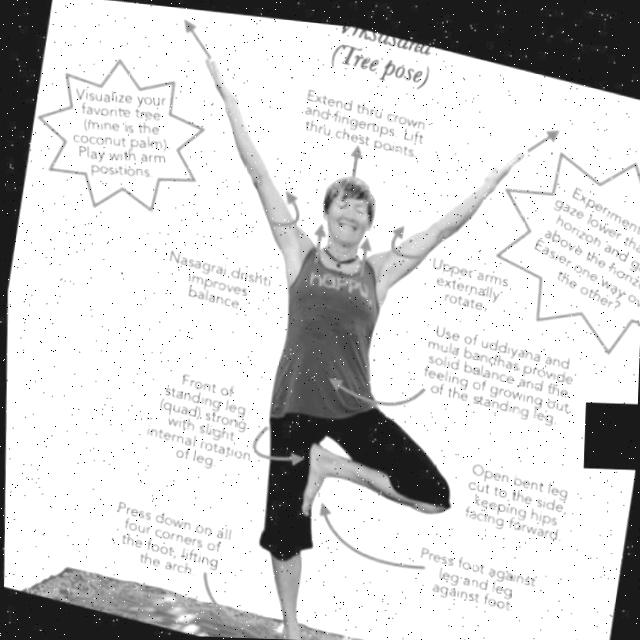 Vrksasana
(Tree pose)
Visualize your
favorite tree
(mine is the
coconut palm).
Play with arm
positions.
Extend thru crown
and fingertips. Lift
thru chest points.
Experiment
gaze lower th
horizon and
above the horizo
Easier one way o
the other?
happy
Nasagrai drishti
improves
balance.
Upper arms
externally
rotate.
Use of uddiyana and
mula bandhas provide
solid balance and the
feeling of growing out
of the standing leg.
Front of
standing leg
(quad) strong
with slight
internal rotation
of leg
Open bent leg
out to the side
keeping hips
facing forward.
Press down on all
four corners of
the foot, lifting
the arch.
Press foot against
leg and leg
against foot.